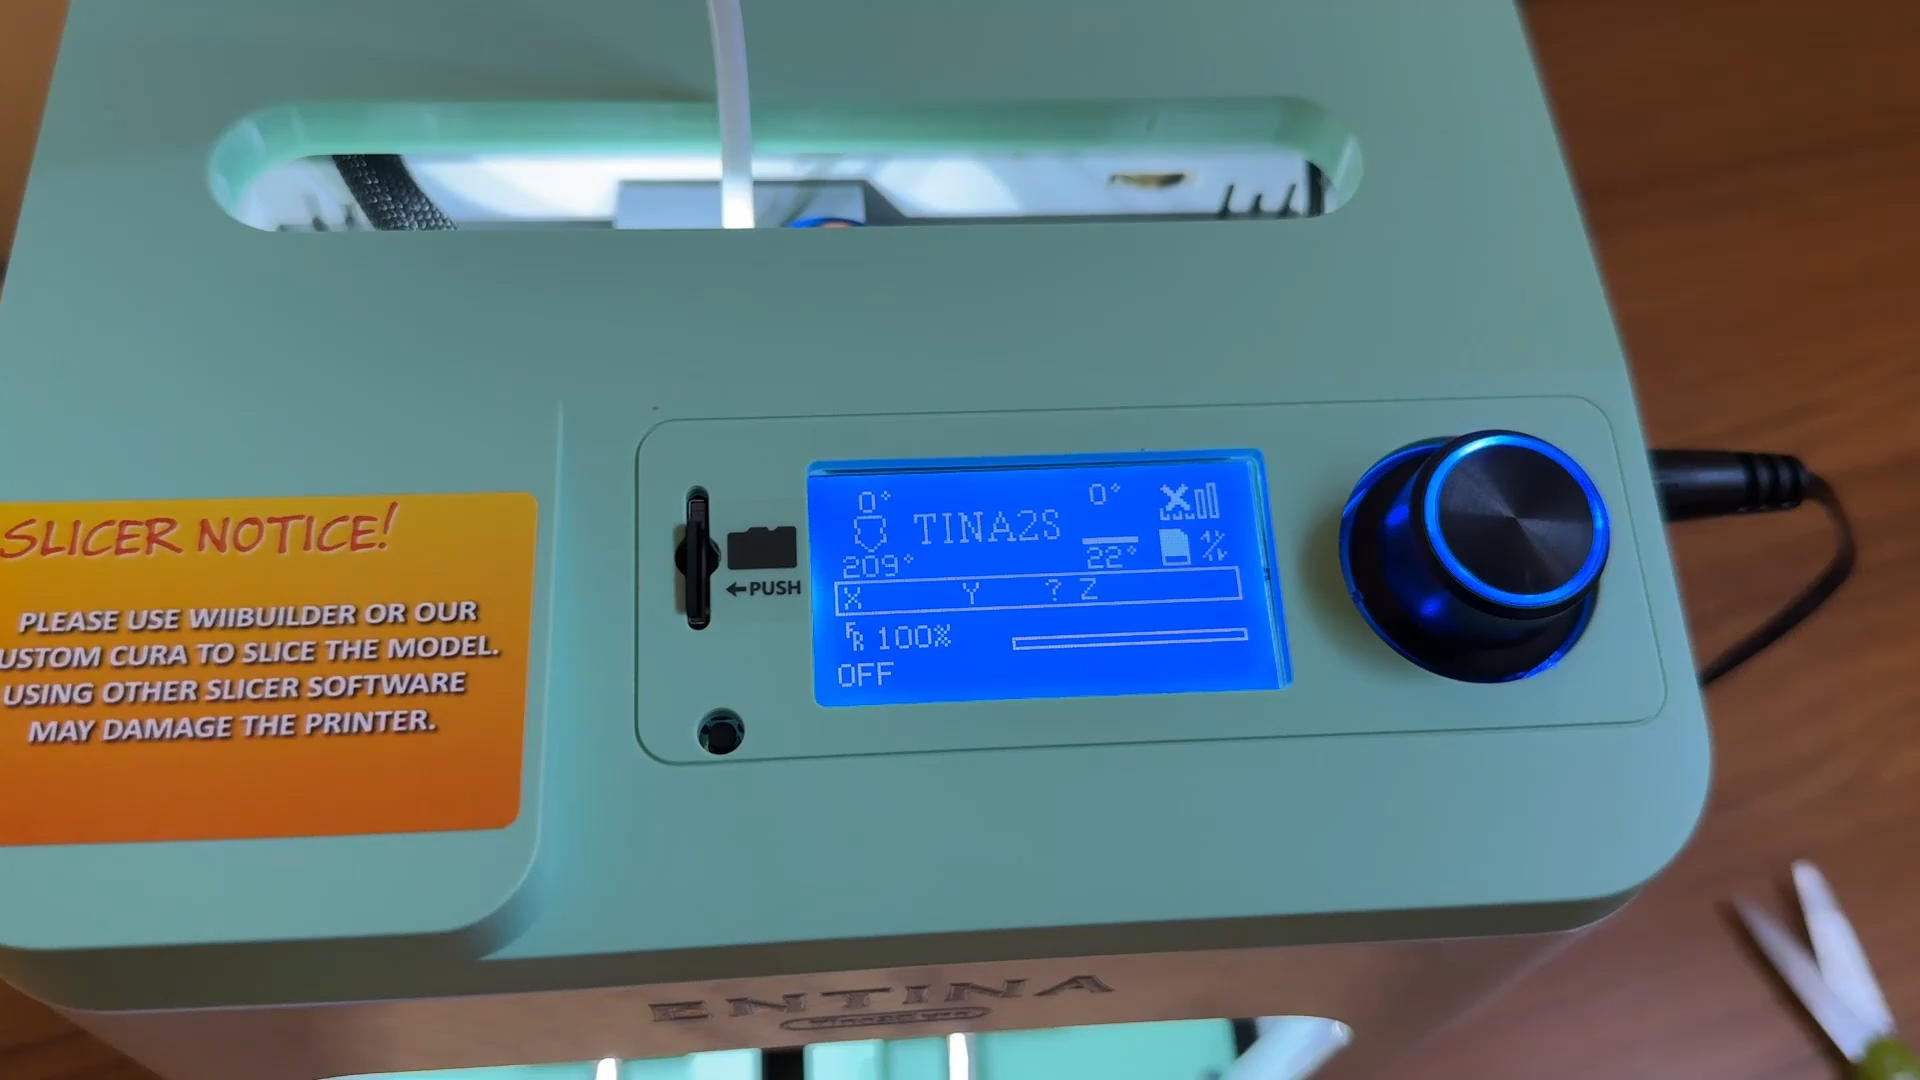 SLICER NOTICE!
PLEASE USE WIIBUILDER OR OUR
USTOM CURA TO SLICE THE MODEL.
USING OTHER SLICER SOFTWARE
MAY DAMAGE THE PRINTER.
←PUSH
0° TINA2S 0°
209° 22°
X Y ? Z
FR 100%
OFF
ENTINA